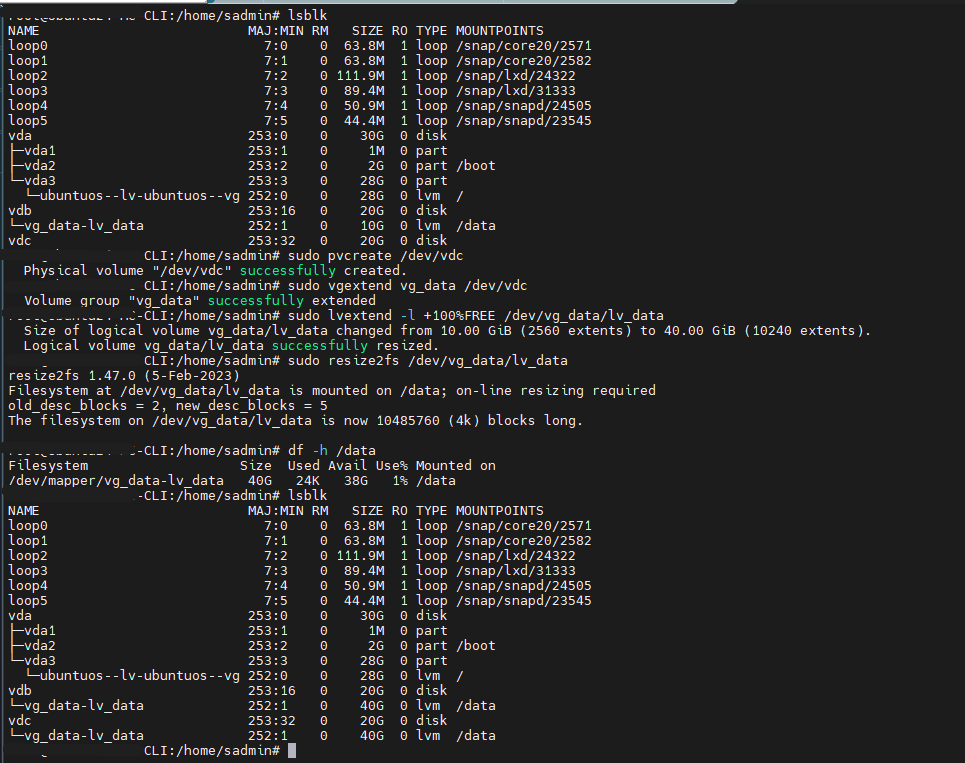 CLI:/home/sadmin# lsblk
NAME                          MAJ:MIN RM   SIZE RO TYPE MOUNTPOINTS
loop0                           7:0    0  63.8M  1 loop /snap/core20/2571
loop1                           7:1    0  63.8M  1 loop /snap/core20/2582
loop2                           7:2    0 111.9M  1 loop /snap/lxd/24322
loop3                           7:3    0  89.4M  1 loop /snap/lxd/31333
loop4                           7:4    0  50.9M  1 loop /snap/snapd/24505
loop5                           7:5    0  44.4M  1 loop /snap/snapd/23545
vda                           253:0    0    30G  0 disk
├─vda1                        253:1    0     1M  0 part
├─vda2                        253:2    0     2G  0 part /boot
└─vda3                        253:3    0    28G  0 part
  └─ubuntuos--lv-ubuntuos--vg 252:0    0    28G  0 lvm  /
vdb                           253:16   0    20G  0 disk
└─vg_data-lv_data             252:1    0    10G  0 lvm  /data
vdc                           253:32   0    20G  0 disk
CLI:/home/sadmin# sudo pvcreate /dev/vdc
  Physical volume "/dev/vdc" successfully created.
CLI:/home/sadmin# sudo vgextend vg_data /dev/vdc
  Volume group "vg_data" successfully extended
-CLI:/home/sadmin# sudo lvextend -l +100%FREE /dev/vg_data/lv_data
  Size of logical volume vg_data/lv_data changed from 10.00 GiB (2560 extents) to 40.00 GiB (10240 extents).
  Logical volume vg_data/lv_data successfully resized.
CLI:/home/sadmin# sudo resize2fs /dev/vg_data/lv_data
resize2fs 1.47.0 (5-Feb-2023)
Filesystem at /dev/vg_data/lv_data is mounted on /data; on-line resizing required
old_desc_blocks = 2, new_desc_blocks = 5
The filesystem on /dev/vg_data/lv_data is now 10485760 (4k) blocks long.
-CLI:/home/sadmin# df -h /data
Filesystem                   Size  Used Avail Use% Mounted on
/dev/mapper/vg_data-lv_data   40G   24K   38G   1% /data
-CLI:/home/sadmin# lsblk
NAME                          MAJ:MIN RM   SIZE RO TYPE MOUNTPOINTS
loop0                           7:0    0  63.8M  1 loop /snap/core20/2571
loop1                           7:1    0  63.8M  1 loop /snap/core20/2582
loop2                           7:2    0 111.9M  1 loop /snap/lxd/24322
loop3                           7:3    0  89.4M  1 loop /snap/lxd/31333
loop4                           7:4    0  50.9M  1 loop /snap/snapd/24505
loop5                           7:5    0  44.4M  1 loop /snap/snapd/23545
vda                           253:0    0    30G  0 disk
├─vda1                        253:1    0     1M  0 part
├─vda2                        253:2    0     2G  0 part /boot
└─vda3                        253:3    0    28G  0 part
  └─ubuntuos--lv-ubuntuos--vg 252:0    0    28G  0 lvm  /
vdb                           253:16   0    20G  0 disk
└─vg_data-lv_data             252:1    0    40G  0 lvm  /data
vdc                           253:32   0    20G  0 disk
└─vg_data-lv_data             252:1    0    40G  0 lvm  /data
CLI:/home/sadmin#